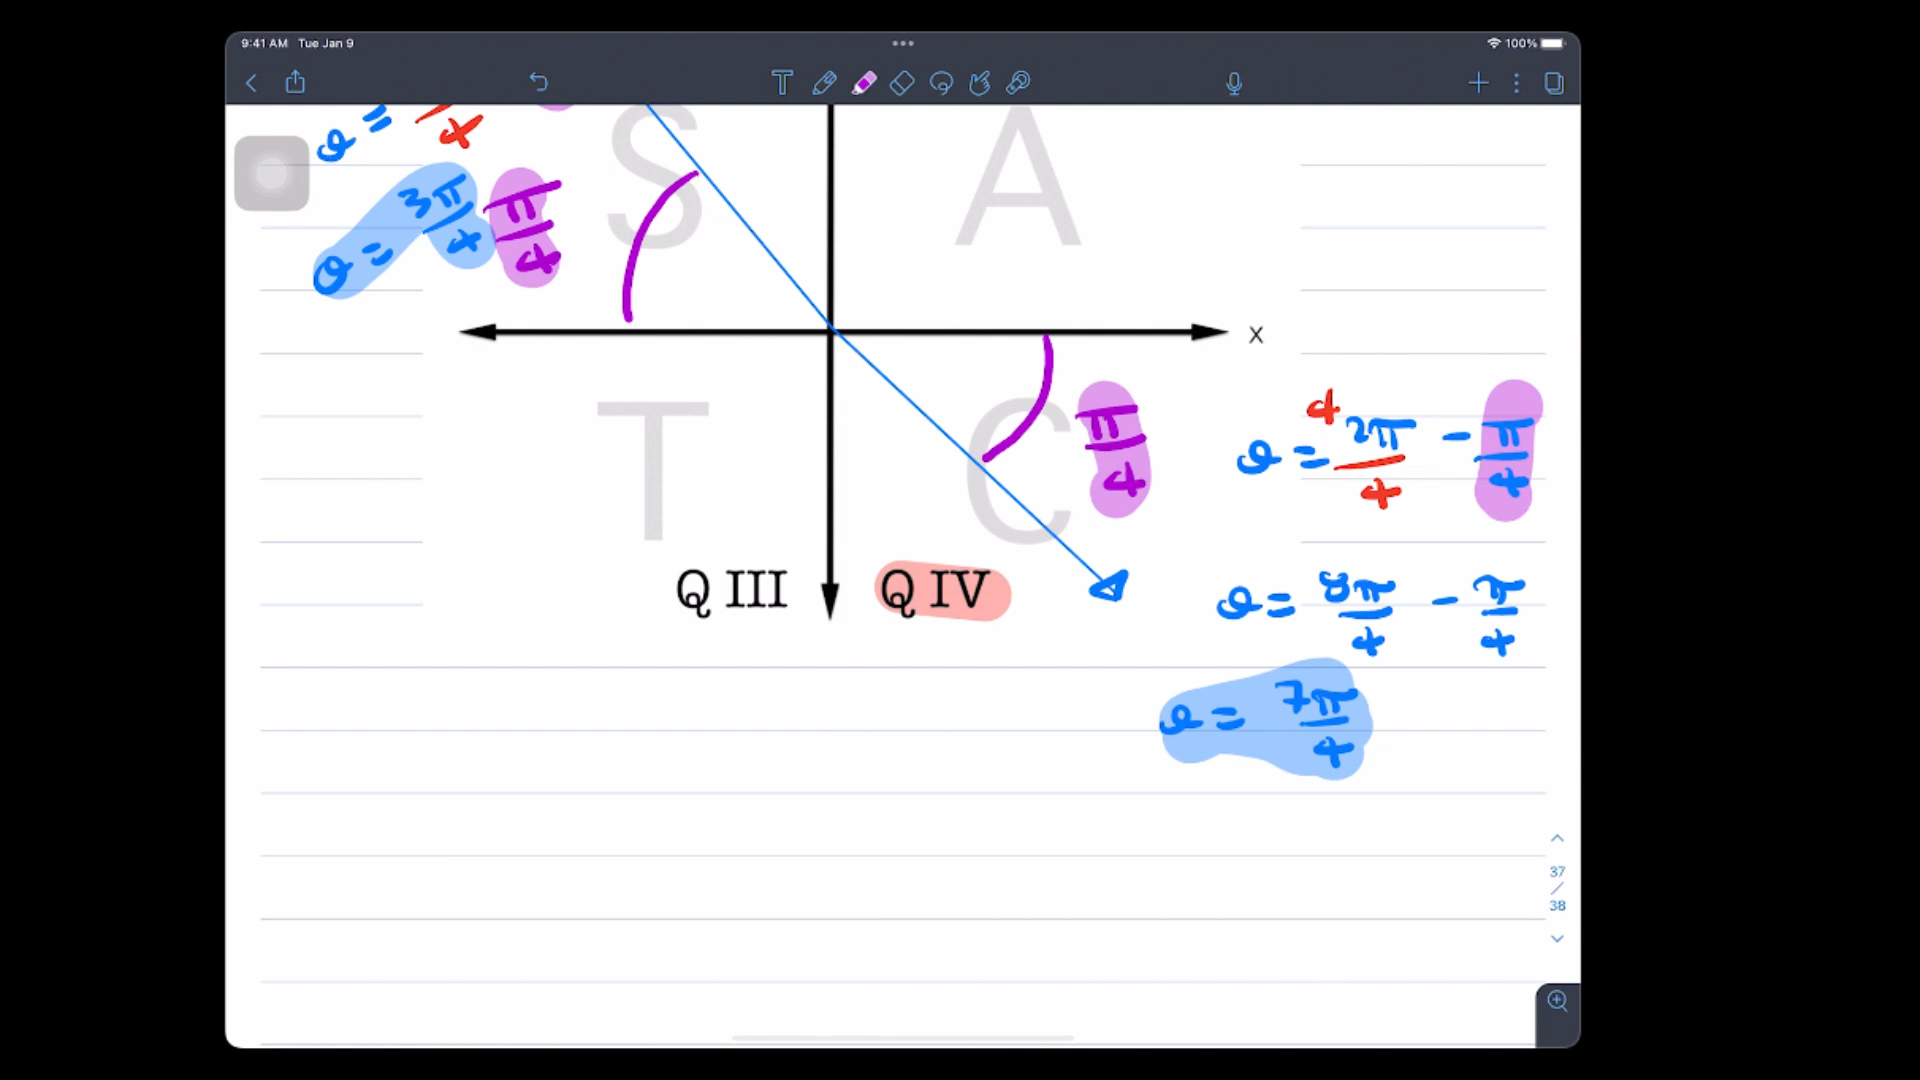 9:41 AM Tue Jan 9
100%
S A
θ = /4
θ = 3π/4
π/4
X
T C
π/4
4
θ = 2π/4 - π/4
Q III Q IV
θ = 8π/4 - π/4
θ = 7π/4
37
/
38